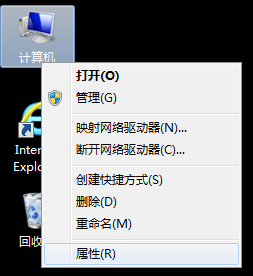 计算机
打开(O)
管理(G)
映射网络驱动器(N)...
断开网络驱动器(C)...
创建快捷方式(S)
删除(D)
重命名(M)
属性(R)
Inter
Explo
回收